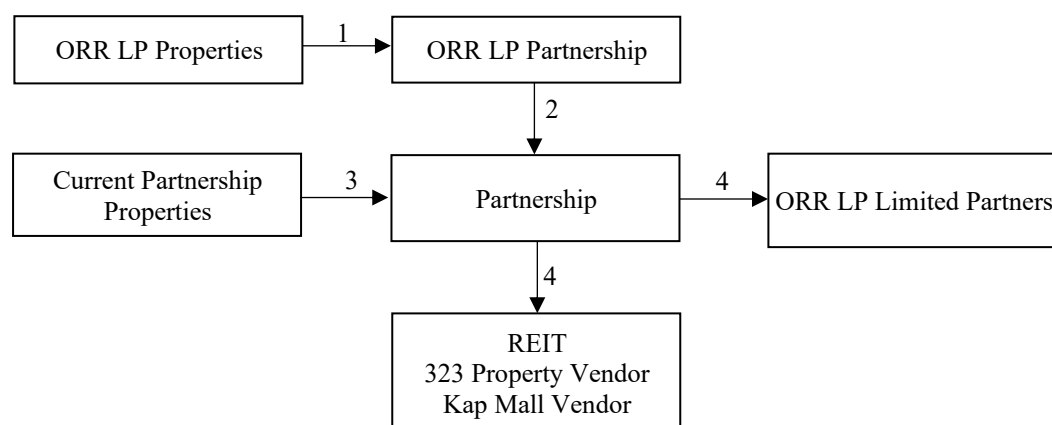 ORR LP Properties
1
ORR LP Partnership
2
Current Partnership
Properties
3
Partnership
4
ORR LP Limited Partners
4
REIT
323 Property Vendor
Kap Mall Vendor